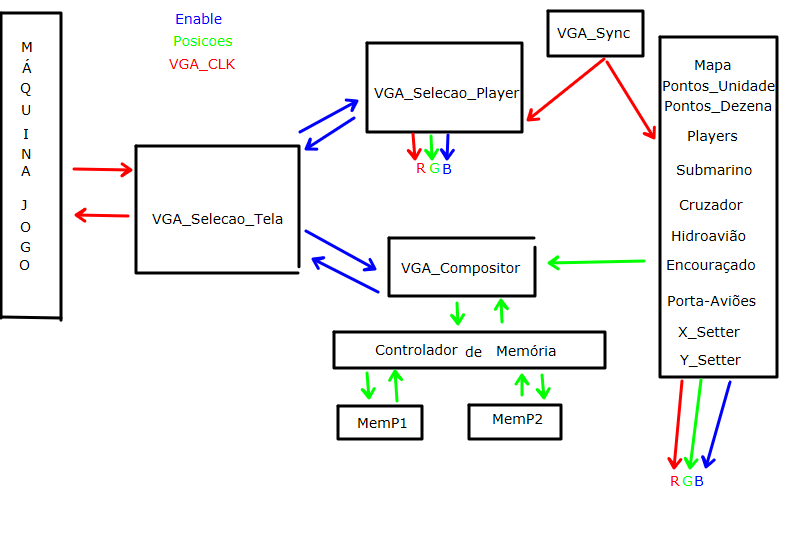 MÁQUINA JOGO
Enable
Posicoes
VGA_CLK
VGA_Selecao_Tela
VGA_Selecao_Player
R G B
VGA_Sync
VGA_Compositor
Controlador de Memória
MemP1
MemP2
Mapa
Pontos_Unidade
Pontos_Dezena
Players
Submarino
Cruzador
Hidroavião
Encouraçado
Porta-Aviões
X_Setter
Y_Setter
R G B